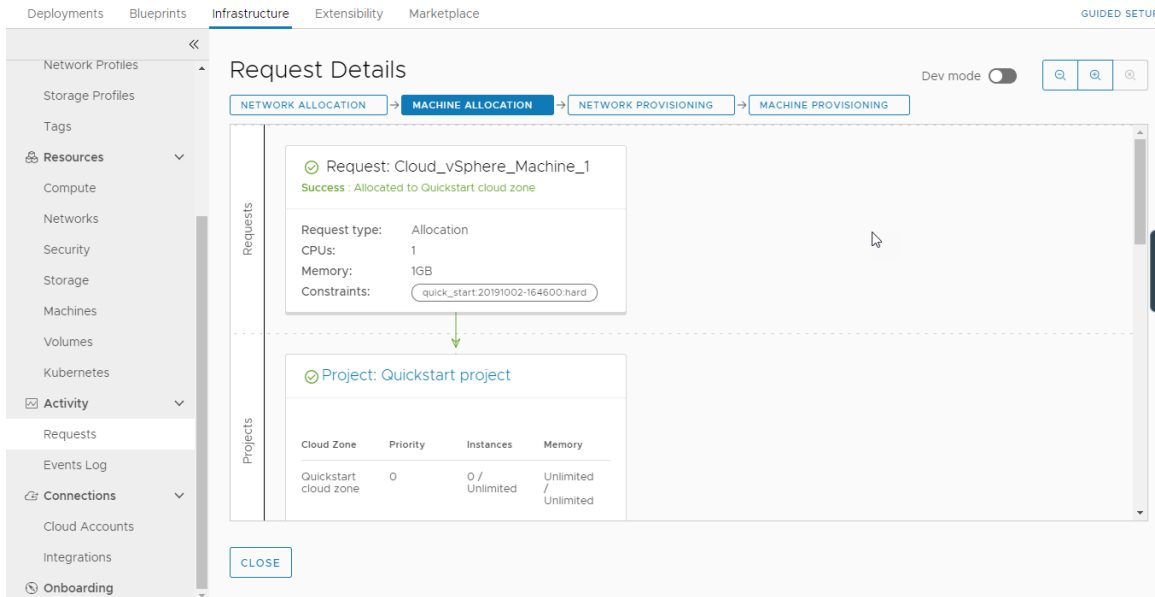 Deployments Blueprints Infrastructure Extensibility Marketplace
GUIDED SETUP
Network Profiles
Storage Profiles
Tags
Resources
Compute
Networks
Security
Storage
Machines
Volumes
Kubernetes
Activity
Requests
Events Log
Connections
Cloud Accounts
Integrations
Onboarding
Request Details
Dev mode
NETWORK ALLOCATION
MACHINE ALLOCATION
NETWORK PROVISIONING
MACHINE PROVISIONING
Requests
Request: Cloud_vSphere_Machine_1
Success : Allocated to Quickstart cloud zone
Request type: Allocation
CPUs: 1
Memory: 1GB
Constraints: quick_start:20191002-164600:hard
Projects
Project: Quickstart project
Cloud Zone Priority Instances Memory
Quickstart 0 0 / Unlimited
cloud zone Unlimited /
Unlimited
CLOSE